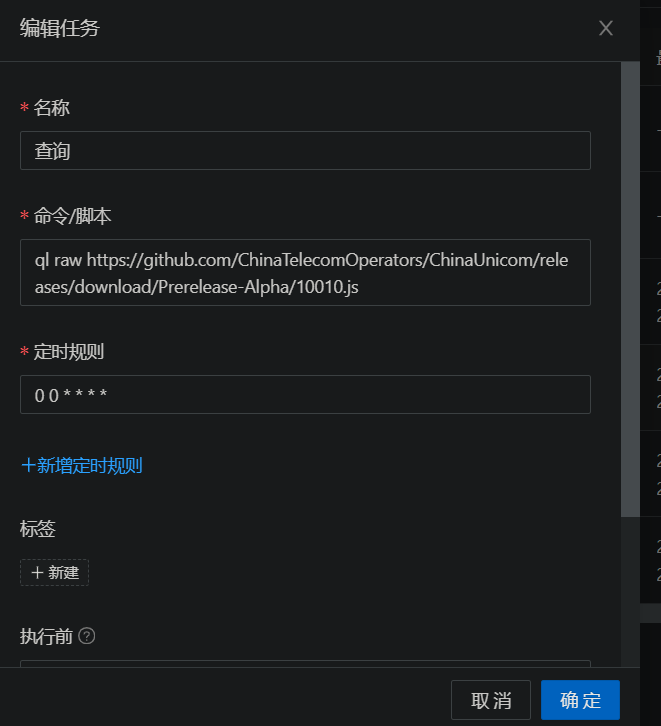 编辑任务
* 名称
查询
* 命令/脚本
ql raw https://github.com/ChinaTelecomOperators/ChinaUnicom/rele
ases/download/Prerelease-Alpha/10010.js
* 定时规则
0 0 * * * *
+新增定时规则
标签
+ 新建
执行前 ?
取 消
确 定